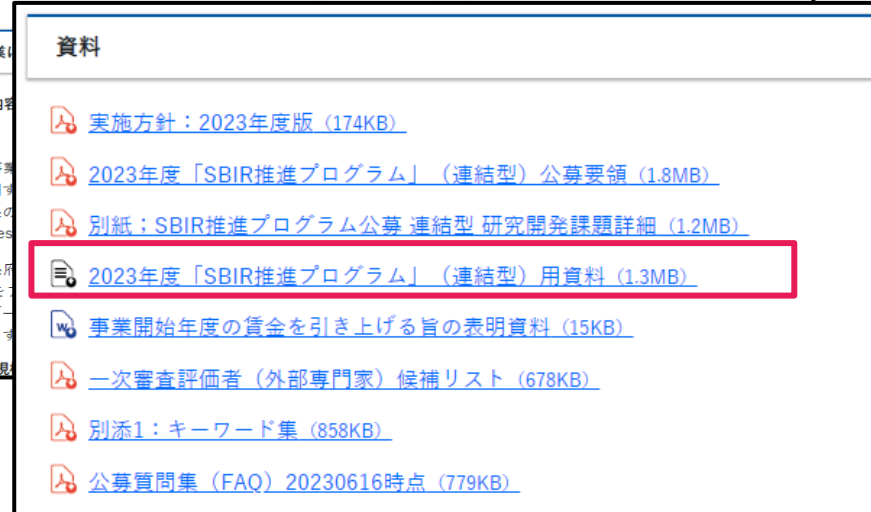 資料
実施方針：2023年度版（174KB）
2023年度「SBIR推進プログラム」（連結型）公募要領（1.8MB）
別紙；SBIR推進プログラム公募 連結型 研究開発課題詳細（1.2MB）
2023年度「SBIR推進プログラム」（連結型）用資料（1.3MB）
事業開始年度の賃金を引き上げる旨の表明資料（15KB）
一次審査評価者（外部専門家）候補リスト（678KB）
別添1：キーワード集（858KB）
公募質問集（FAQ）20230616時点（779KB）